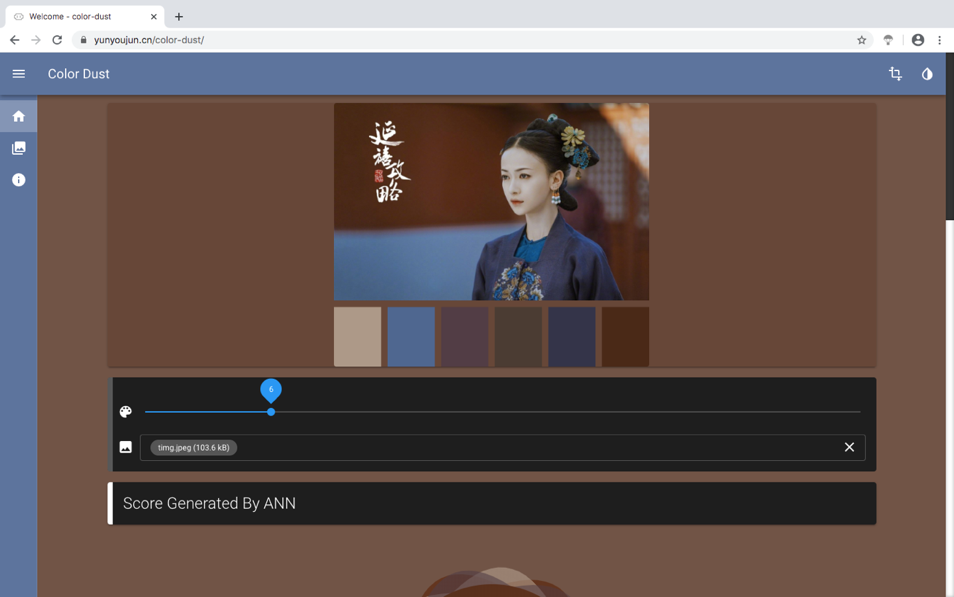 Welcome - color-dust
yunyoujun.cn/color-dust/
Color Dust
延禧攻略
6
timg.jpeg (103.6 kB)
Score Generated By ANN